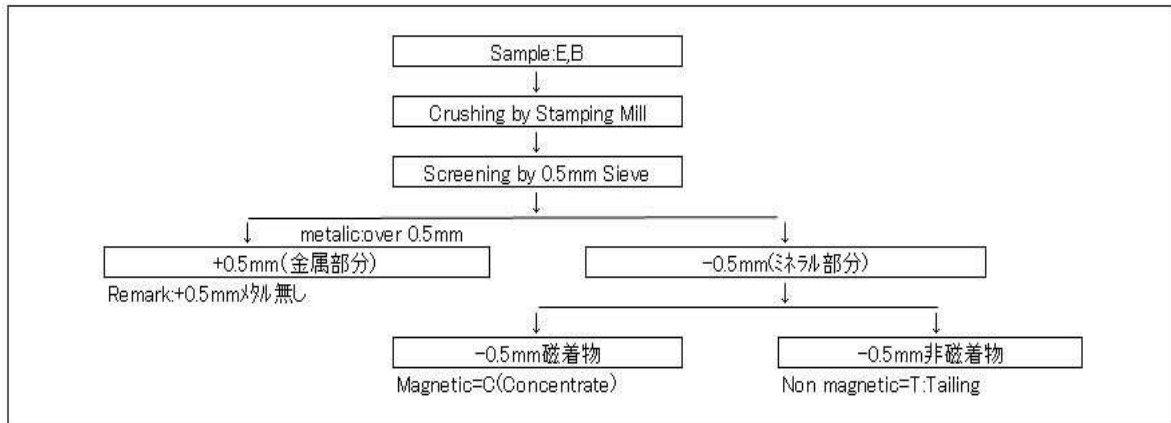 Sample:E,B
↓
Crushing by Stamping Mill
↓
Screening by 0.5mm Sieve
↓
metalic:over 0.5mm
↓ ↓
+0.5mm(金属部分) -0.5mm(ミネラル部分)
Remark:+0.5mmメタル無し ↓
↓ ↓
-0.5mm磁着物 -0.5mm非磁着物
Magnetic=C(Concentrate) Non magnetic=T:Tailing